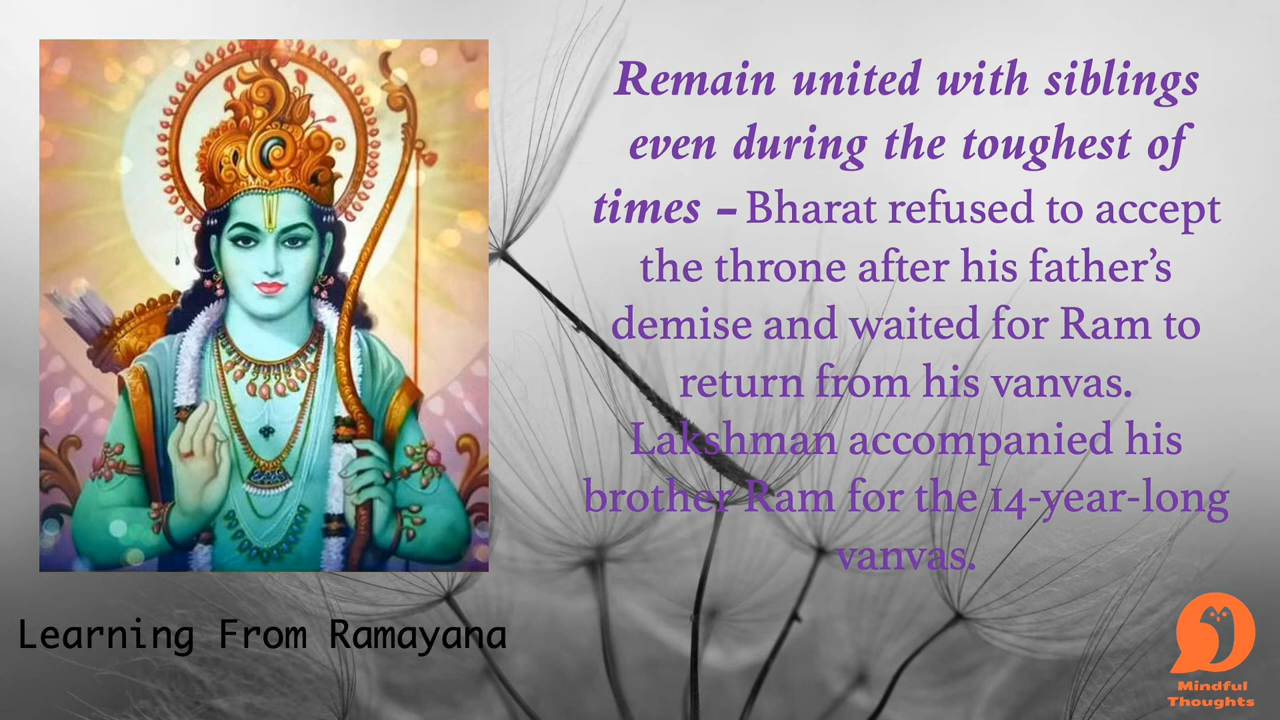 Remain united with siblings
even during the toughest of
times – Bharat refused to accept
the throne after his father’s
demise and waited for Ram to
return from his vanvas.
Lakshman accompanied his
brother Ram for the 14-year-long
vanvas.
Learning From Ramayana
Mindful
Thoughts